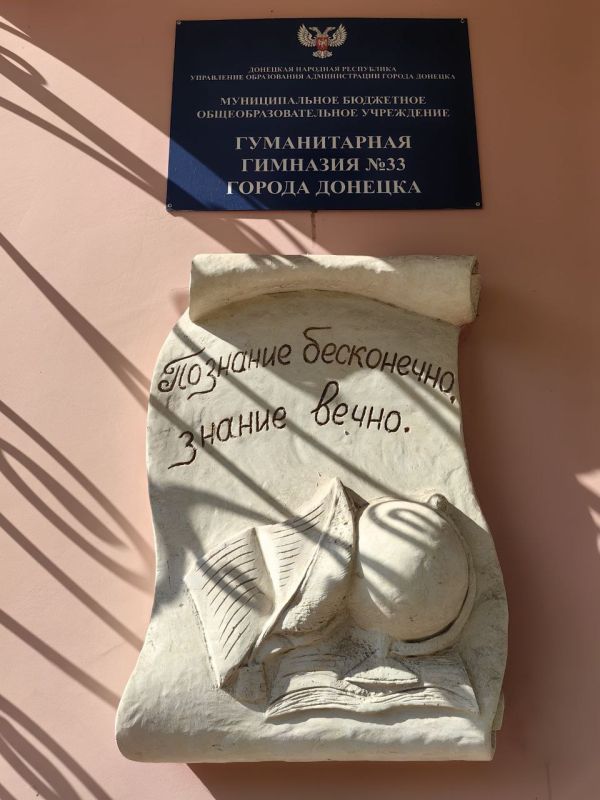 ДОНЕЦКАЯ НАРОДНАЯ РЕСПУБЛИКА
УПРАВЛЕНИЕ ОБРАЗОВАНИЯ АДМИНИСТРАЦИИ ГОРОДА ДОНЕЦКА
МУНИЦИПАЛЬНОЕ БЮДЖЕТНОЕ
ОБЩЕОБРАЗОВАТЕЛЬНОЕ УЧРЕЖДЕНИЕ
ГУМАНИТАРНАЯ
ГИМНАЗИЯ №33
ГОРОДА ДОНЕЦКА
Познание бесконечно,
знание вечно.